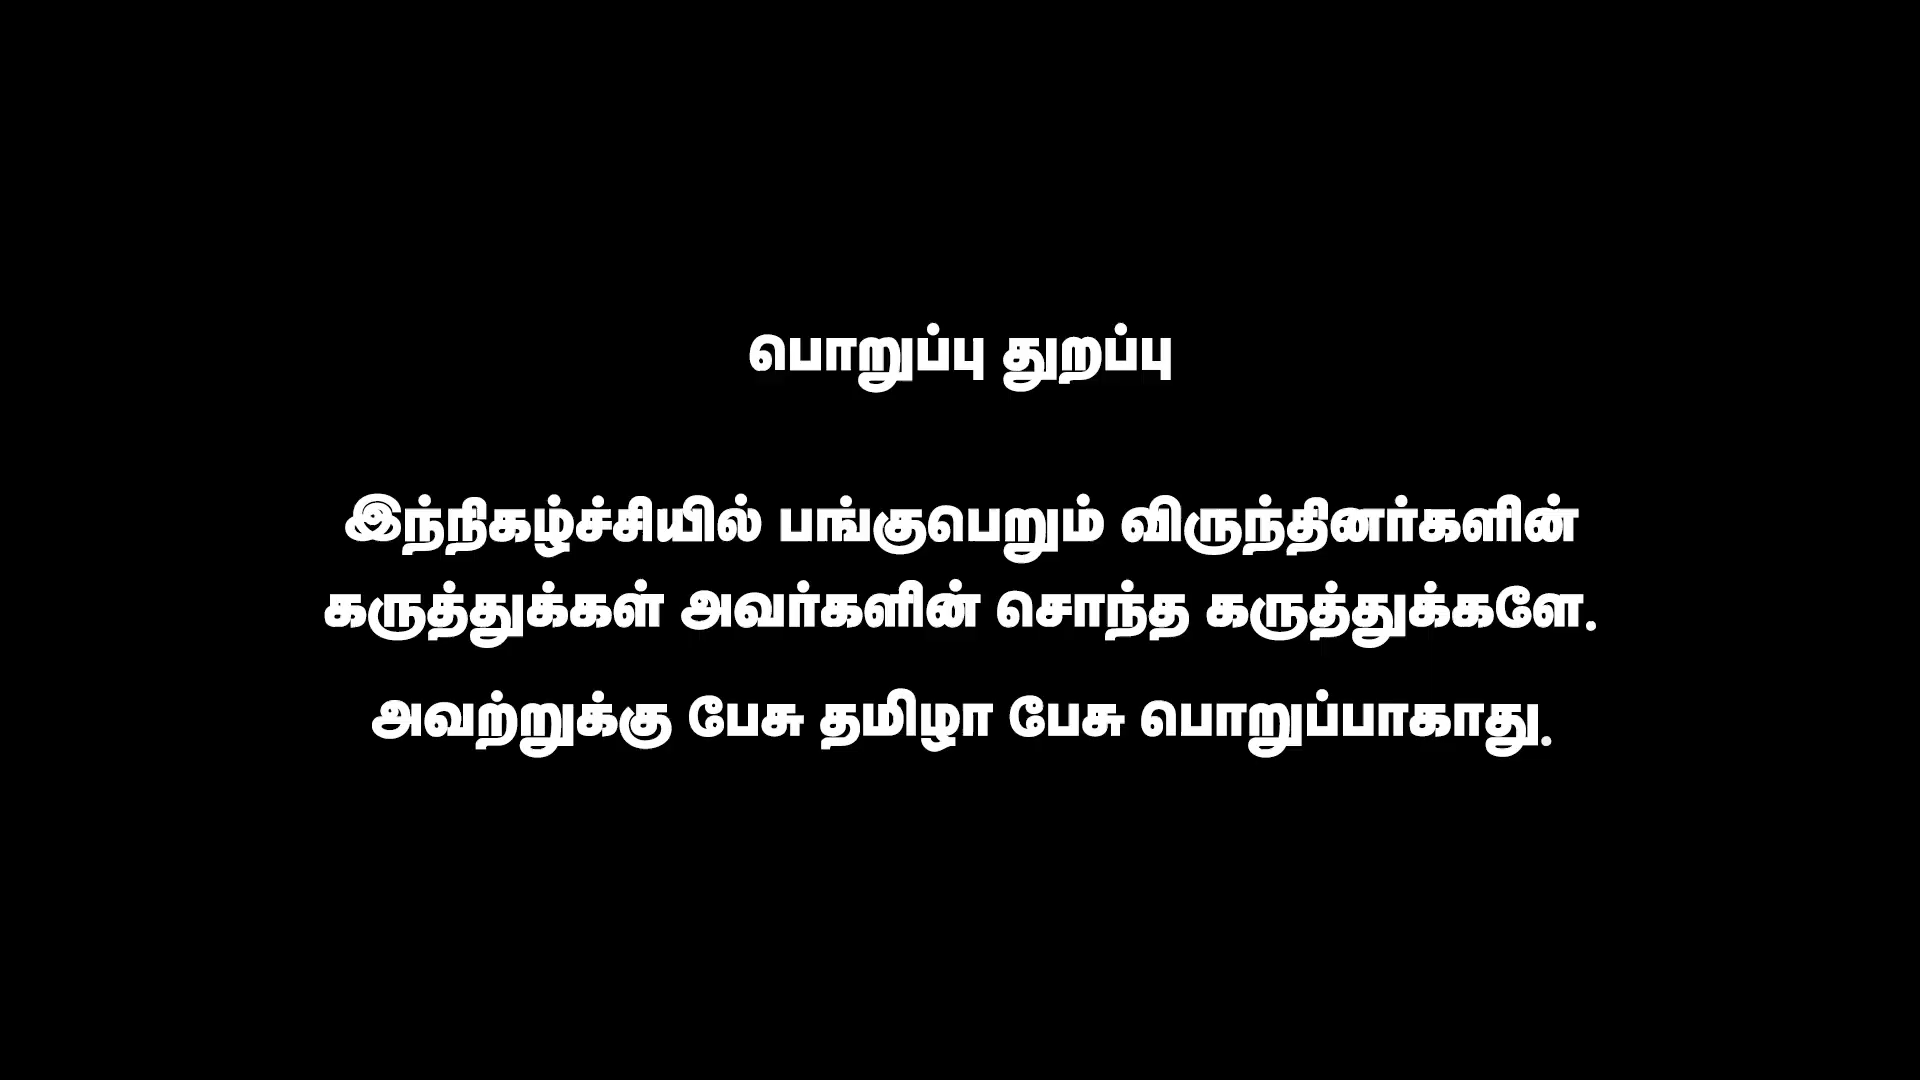 பொறுப்பு துறப்பு
இந்நிகழ்ச்சியில் பங்குபெறும் விருந்தினர்களின்
கருத்துக்கள் அவர்களின் சொந்த கருத்துக்களே.
அவற்றுக்கு பேசு தமிழா பேசு பொறுப்பாகாது.